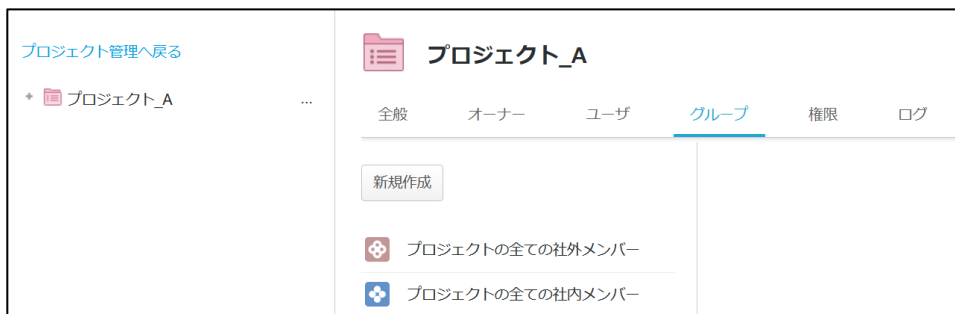 プロジェクト管理へ戻る
プロジェクト_A
...
プロジェクト_A
全般 オーナー ユーザ グループ 権限 ログ
新規作成
プロジェクトの全ての社外メンバー
プロジェクトの全ての社内メンバー